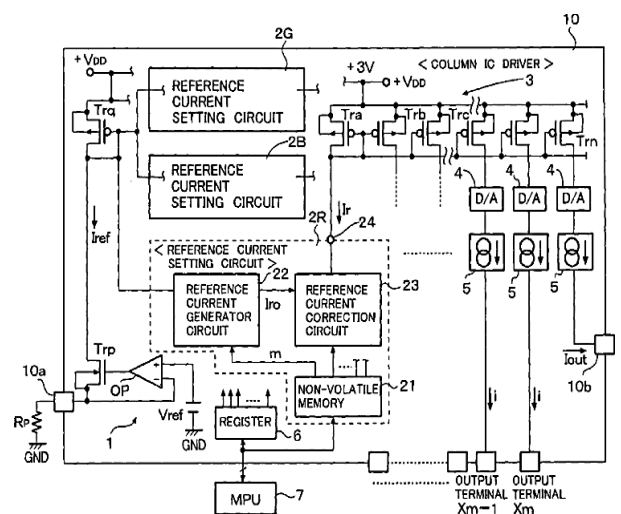 10
2G
< COLUMN IC DRIVER >
+VDD
+3V
+VDD
3
Trq
REFERENCE
CURRENT
SETTING CIRCUIT
Tra
Trb
Trc
Trn
2B
REFERENCE
CURRENT
SETTING CIRCUIT
4
4
4
D/A
D/A
D/A
Iref
2R
Ir
24
< REFERENCE CURRENT
SETTING CIRCUIT >
22
23
5
5
5
REFERENCE
CURRENT
GENERATOR
CIRCUIT
Iro
REFERENCE
CURRENT
CORRECTION
CIRCUIT
Iout
10b
m
Trp
10a
OP
NON-VOLATILE
MEMORY
21
RP
GND
Vref
GND
1
REGISTER
6
i
i
MPU
7
OUTPUT
TERMINAL
Xm-1
OUTPUT
TERMINAL
Xm